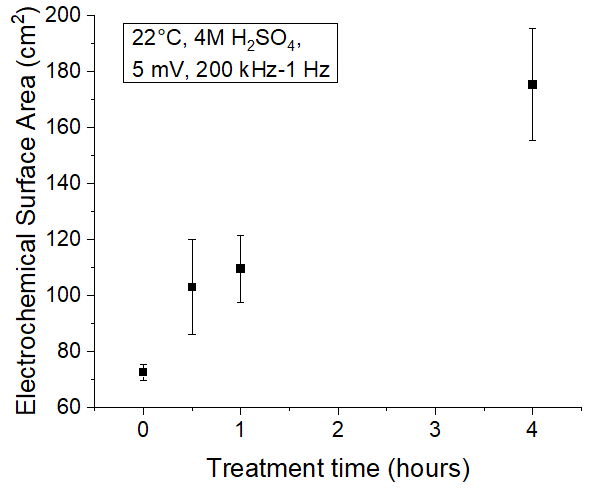 22°C, 4M H₂SO₄,
5 mV, 200 kHz-1 Hz
Electrochemical Surface Area (cm²)
200
180
160
140
120
100
80
60
0 1 2 3 4
Treatment time (hours)